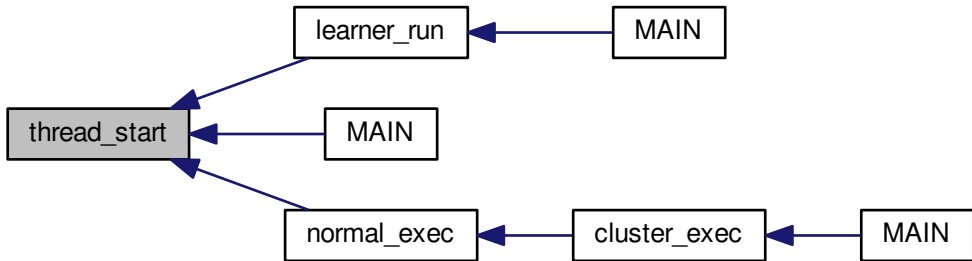 learner_run
MAIN
thread_start
MAIN
normal_exec
cluster_exec
MAIN